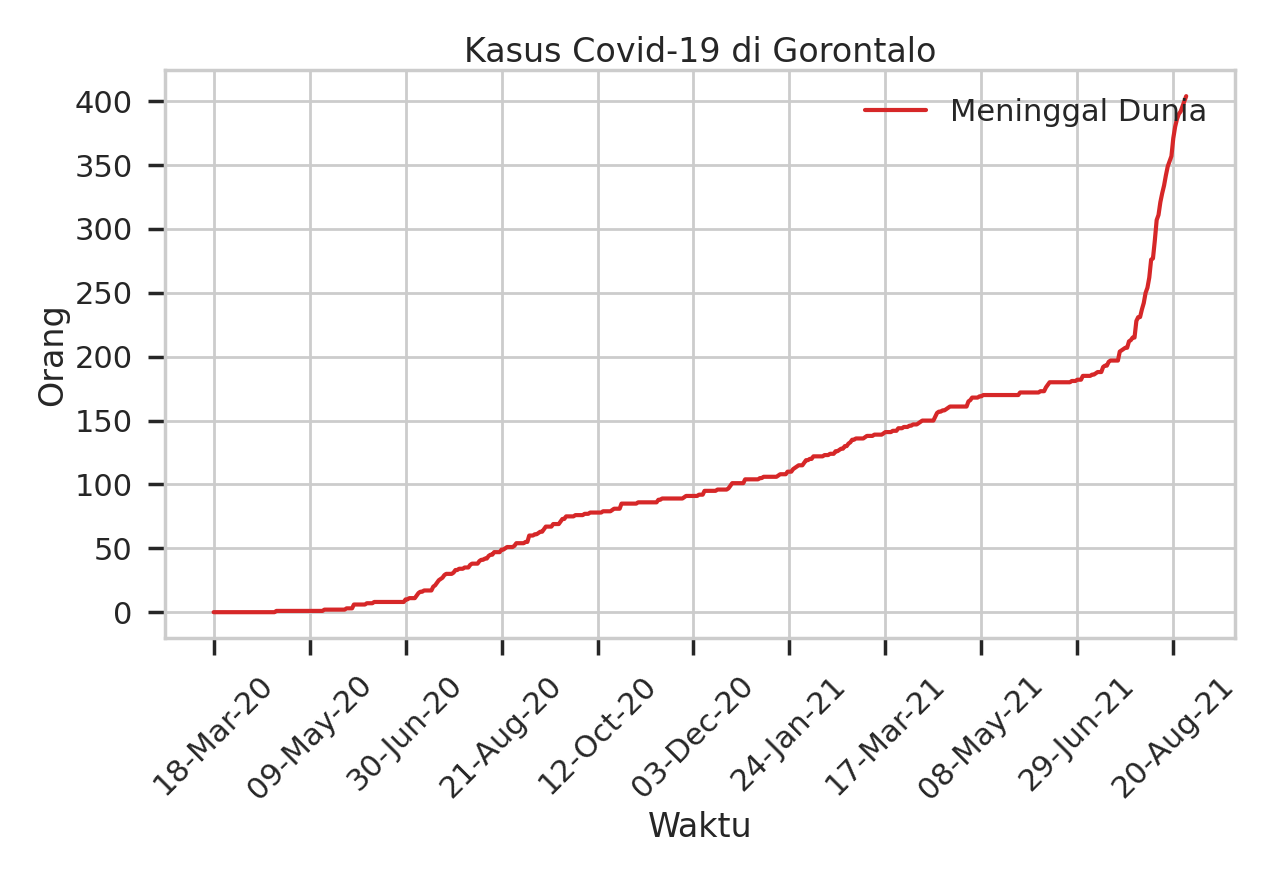 Kasus Covid-19 di Gorontalo
Meninggal Dunia
Orang
400
350
300
250
200
150
100
50
0
18-Mar-20
09-May-20
30-Jun-20
21-Aug-20
12-Oct-20
03-Dec-20
24-Jan-21
17-Mar-21
08-May-21
29-Jun-21
20-Aug-21
Waktu